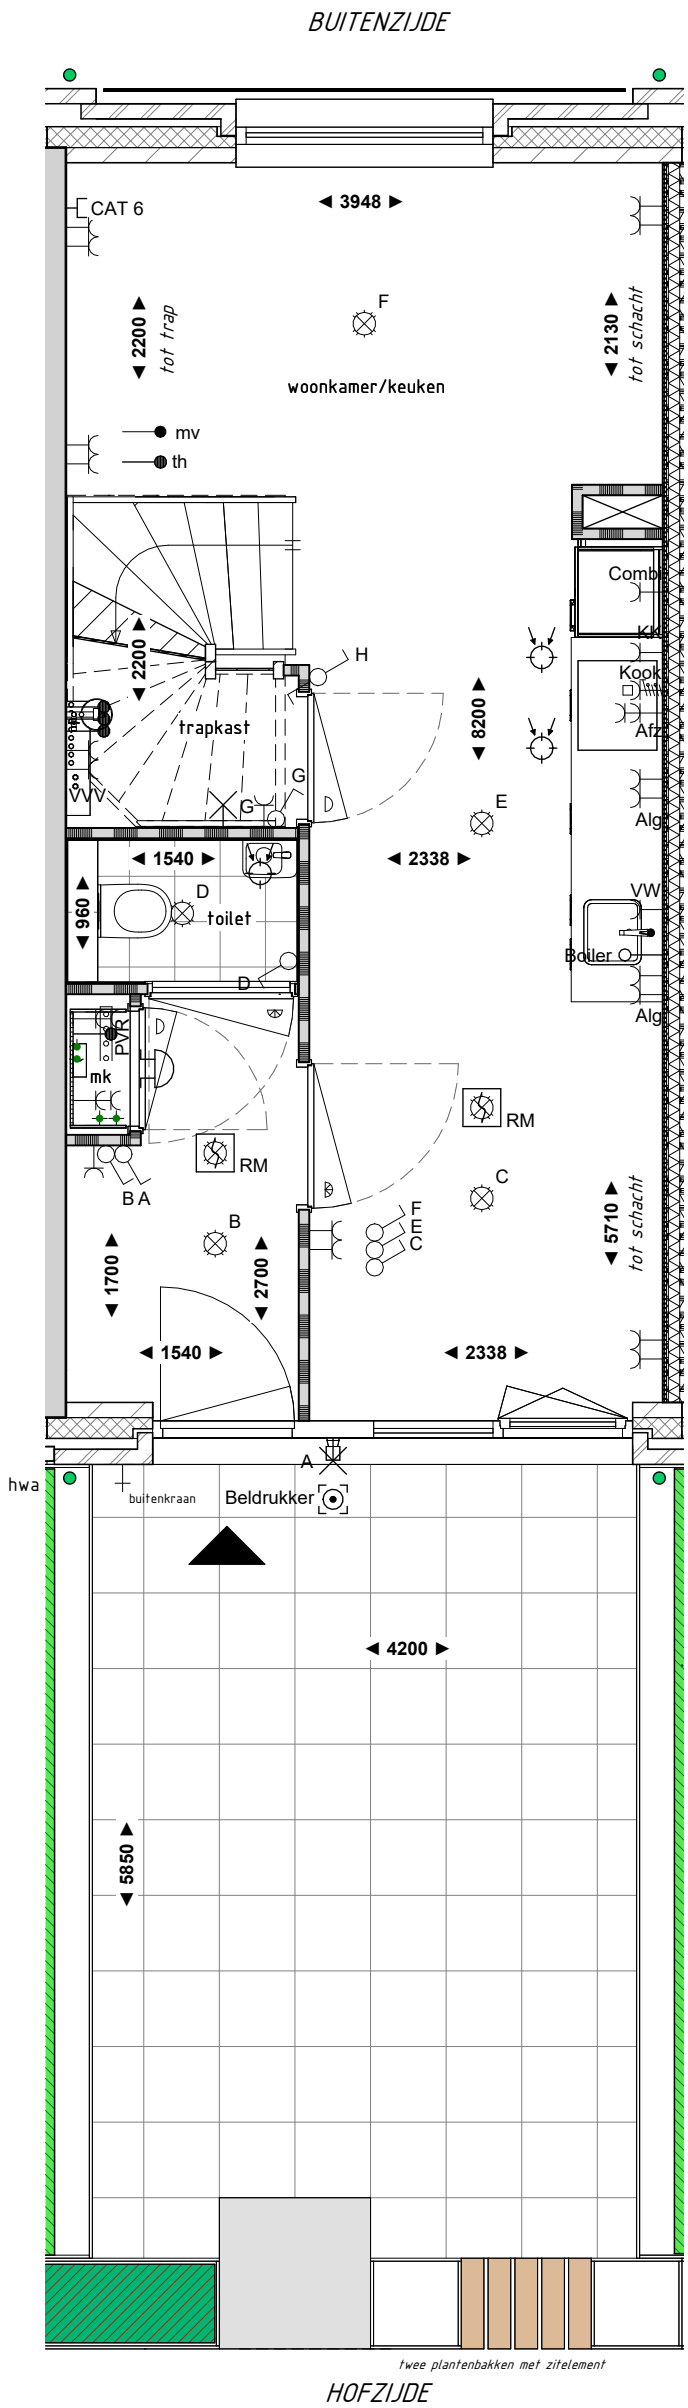 BUITENZIJDE
◄ 3948 ►
CAT 6
F
◄ 2200 ►
tot trap
◄ 2130 ►
tot schacht
woonkamer/keuken
mv
th
Combi
KK
Kook
Afz
H
◄ 2200 ►
◄ 8200 ►
trapkast
VVV
G
G
E
Alg
◄ 1540 ►
◄ 2338 ►
◄ 960 ►
D
toilet
VW
Boiler
D
Alg
PVR
mk
RM
RM
B A
C
F
E
C
B
◄ 1700 ►
◄ 2700 ►
◄ 5710 ►
tot schacht
◄ 1540 ►
◄ 2338 ►
A
hwa
buitenkraan
Beldrukker
◄ 4200 ►
◄ 5850 ►
twee plantenbakken met zitelement
HOFZIJDE